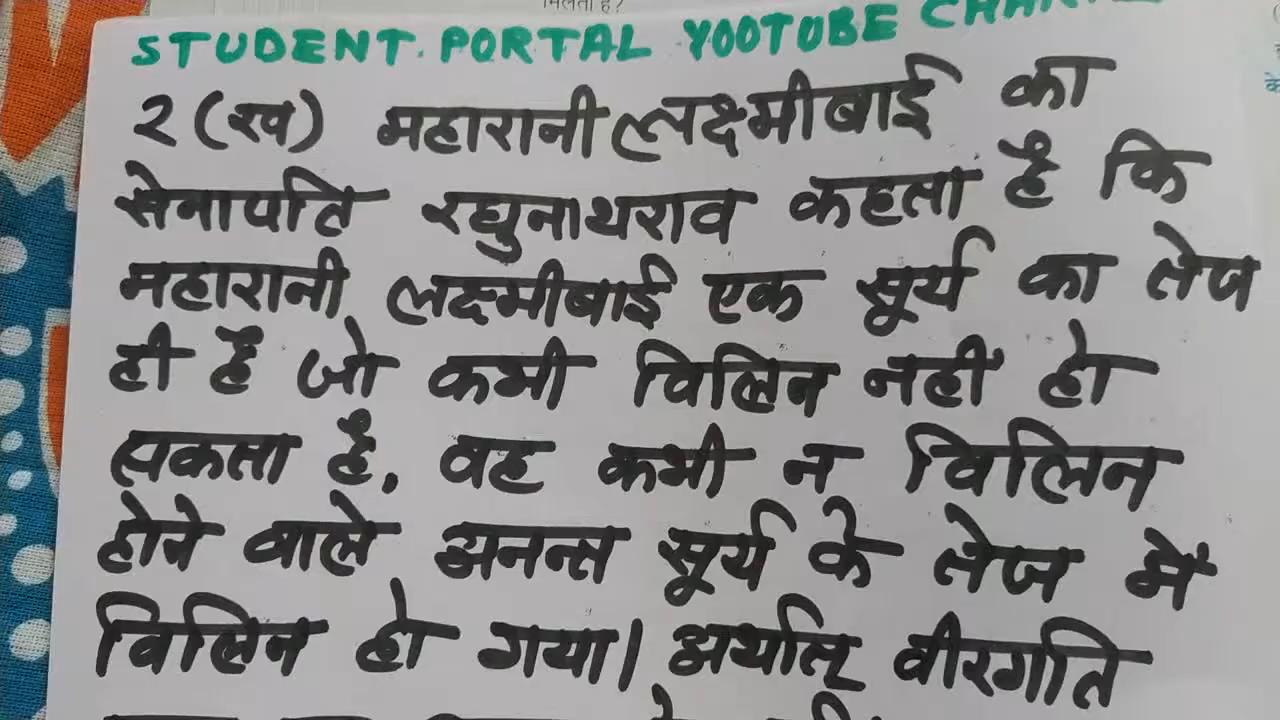 मिलता है?
STUDENT. PORTAL YOOTUBE
२(ख) महारानी लक्ष्मीबाई का
सेनापति रघुनाथराव कहता है कि
महारानी लक्ष्मीबाई एक सूर्य का तेज
ही है जो कभी विलिन नहीं हो
सकता है, वह कभी न विलिन
होने वाले अनन्त सूर्य के तेज में
विलिन हो गया। अर्थात् वीरगति